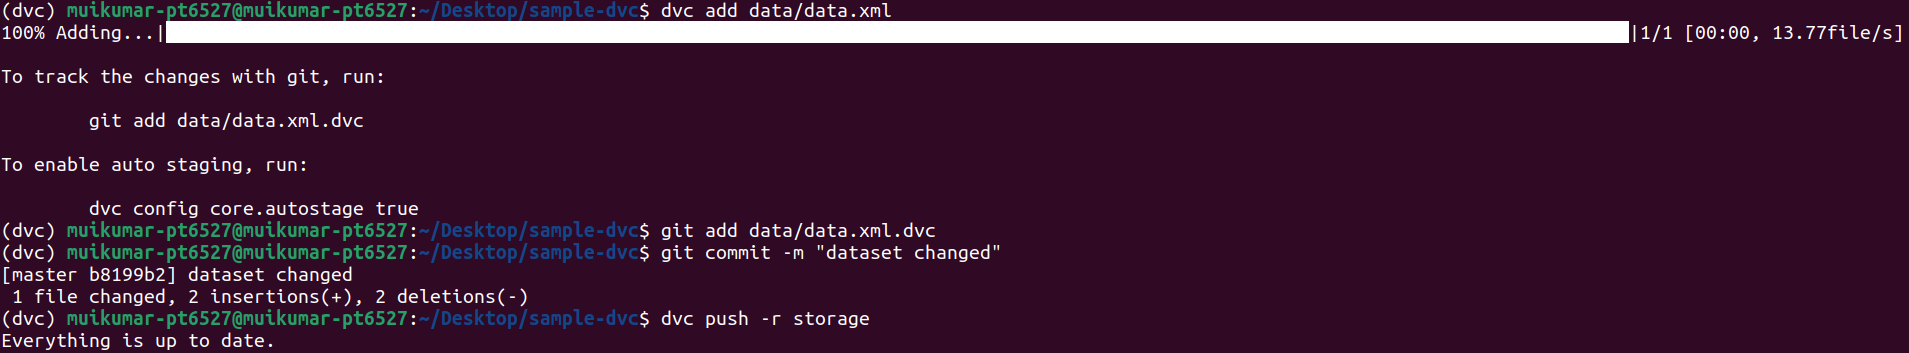 (dvc) muikumar-pt6527@muikumar-pt6527:~/Desktop/sample-dvc$ dvc add data/data.xml
100% Adding...| |1/1 [00:00, 13.77file/s]
To track the changes with git, run:
git add data/data.xml.dvc
To enable auto staging, run:
dvc config core.autostage true
(dvc) muikumar-pt6527@muikumar-pt6527:~/Desktop/sample-dvc$ git add data/data.xml.dvc
(dvc) muikumar-pt6527@muikumar-pt6527:~/Desktop/sample-dvc$ git commit -m "dataset changed"
[master b8199b2] dataset changed
1 file changed, 2 insertions(+), 2 deletions(-)
(dvc) muikumar-pt6527@muikumar-pt6527:~/Desktop/sample-dvc$ dvc push -r storage
Everything is up to date.